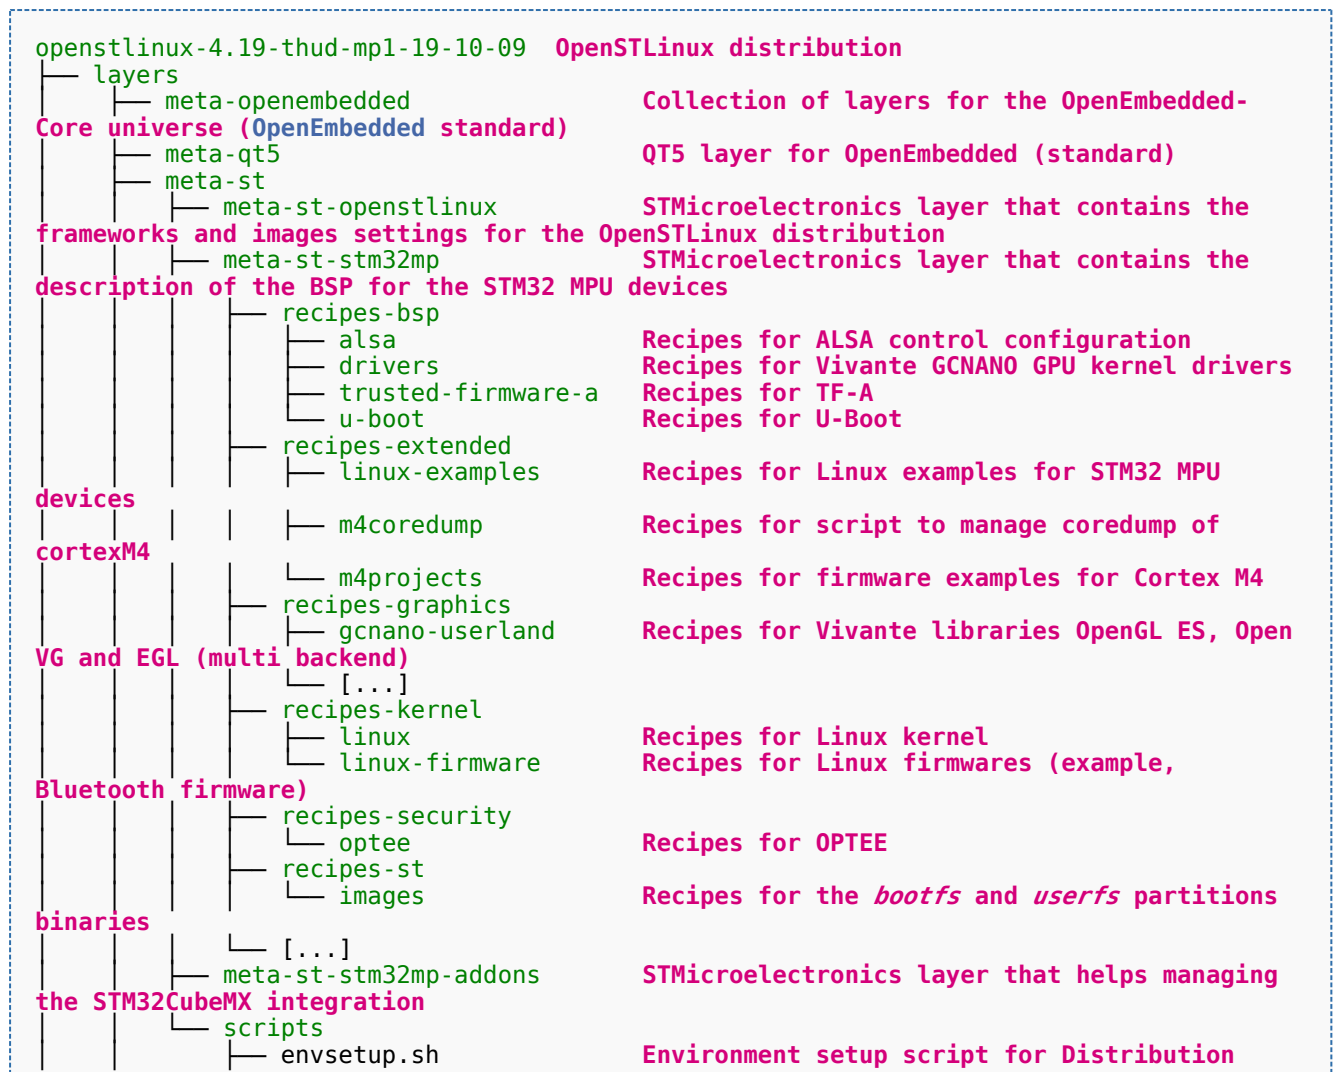 openstlinux-4.19-thud-mp1-19-10-09  OpenSTLinux distribution
├── layers
│    ├── meta-openembedded                Collection of layers for the OpenEmbedded-
Core universe (OpenEmbedded standard)
│    ├── meta-qt5                         QT5 layer for OpenEmbedded (standard)
│    ├── meta-st
│    │   ├── meta-st-openstlinux          STMicroelectronics layer that contains the
frameworks and images settings for the OpenSTLinux distribution
│    │   ├── meta-st-stm32mp              STMicroelectronics layer that contains the
description of the BSP for the STM32 MPU devices
│    │   │   ├── recipes-bsp
│    │   │   │   ├── alsa                 Recipes for ALSA control configuration
│    │   │   │   ├── drivers              Recipes for Vivante GCNANO GPU kernel drivers
│    │   │   │   ├── trusted-firmware-a   Recipes for TF-A
│    │   │   │   └── u-boot               Recipes for U-Boot
│    │   │   ├── recipes-extended
│    │   │   │   ├── linux-examples       Recipes for Linux examples for STM32 MPU
devices
│    │   │   │   ├── m4coredump           Recipes for script to manage coredump of
cortexM4
│    │   │   │   └── m4projects           Recipes for firmware examples for Cortex M4
│    │   │   ├── recipes-graphics
│    │   │   │   ├── gcnano-userland      Recipes for Vivante libraries OpenGL ES, Open
VG and EGL (multi backend)
│    │   │   │   └── [...]
│    │   │   ├── recipes-kernel
│    │   │   │   ├── linux                Recipes for Linux kernel
│    │   │   │   └── linux-firmware       Recipes for Linux firmwares (example,
Bluetooth firmware)
│    │   │   ├── recipes-security
│    │   │   │   └── optee                Recipes for OPTEE
│    │   │   ├── recipes-st
│    │   │   │   └── images               Recipes for the bootfs and userfs partitions
binaries
│    │   │   └── [...]
│    │   ├── meta-st-stm32mp-addons       STMicroelectronics layer that helps managing
the STM32CubeMX integration
│    │   └── scripts
│    │       ├── envsetup.sh              Environment setup script for Distribution